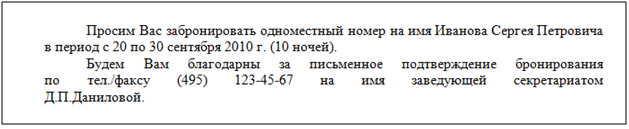 Просим Вас забронировать одноместный номер на имя Иванова Сергея Петровича
в период с 20 по 30 сентября 2010 г. (10 ночей).
Будем Вам благодарны за письменное подтверждение бронирования
по тел./факсу (495) 123-45-67 на имя заведующей секретариатом
Д.П.Даниловой.